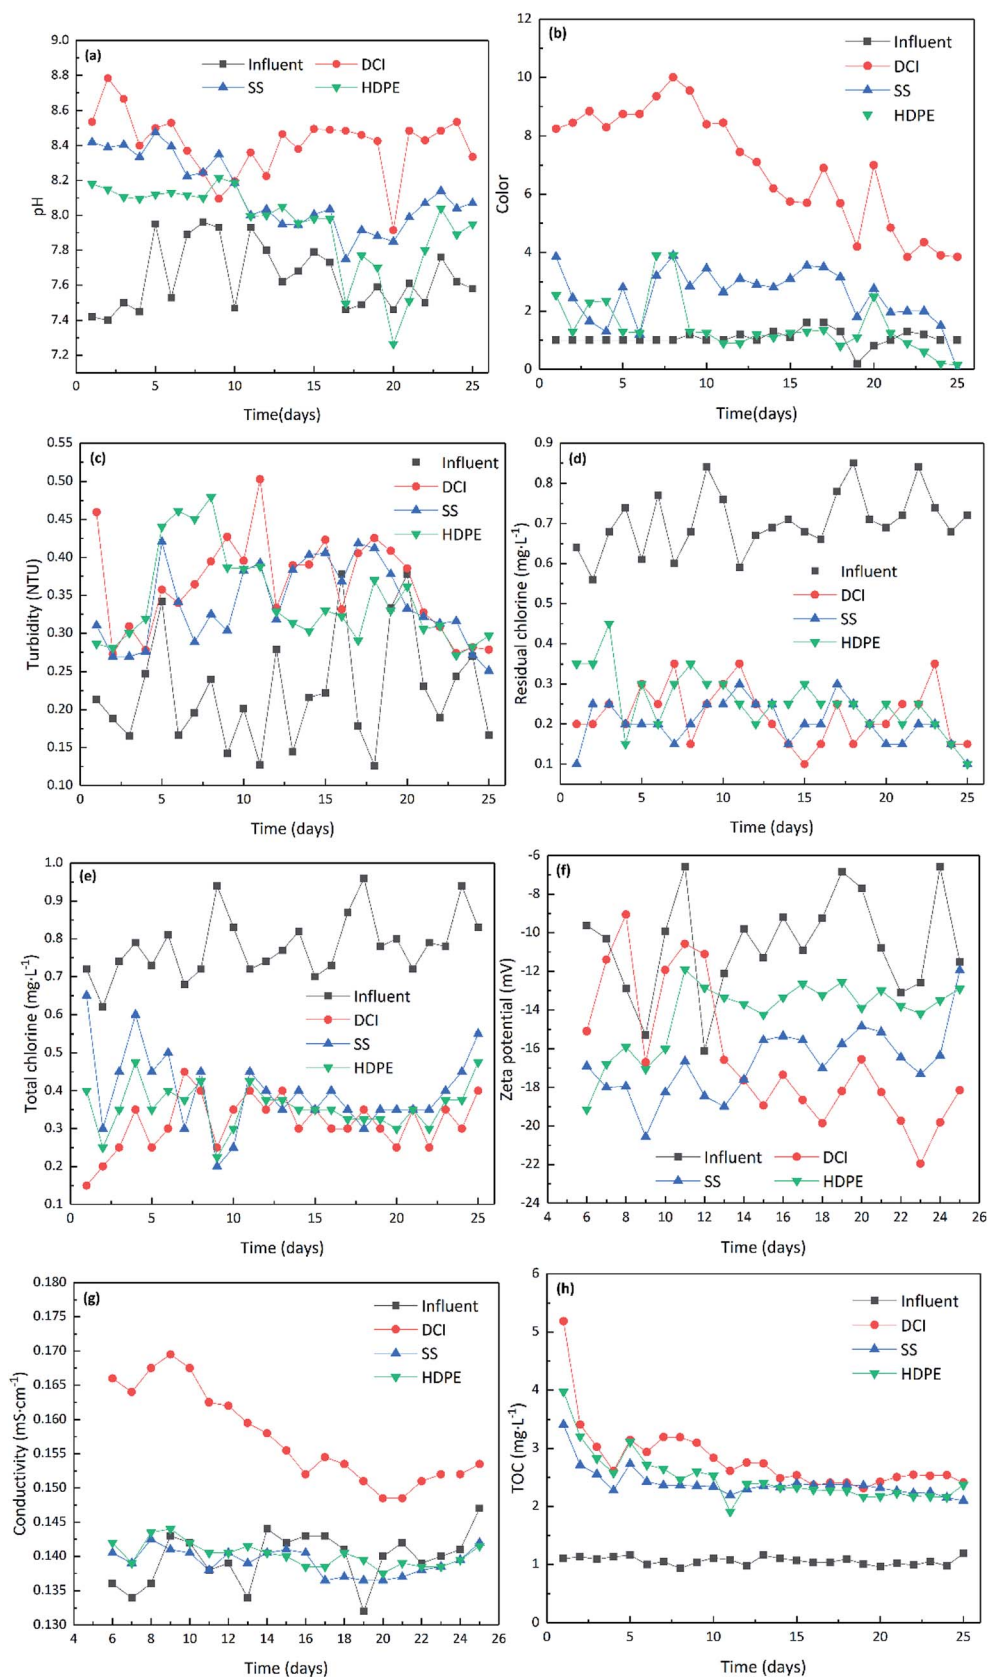 (a)
Influent DCI
SS HDPE
9.0
8.8
8.6
8.4
8.2
8.0
7.8
7.6
7.4
7.2
pH
0 5 10 15 20 25
Time(days)
(b)
Influent
DCI
SS
HDPE
12
10
8
6
4
2
0
Color
0 5 10 15 20 25
Time(days)
(c)
Influent
DCI
SS
HDPE
0.55
0.50
0.45
0.40
0.35
0.30
0.25
0.20
0.15
0.10
Turbidity (NTU)
0 5 10 15 20 25
Time (days)
(d)
Influent
DCI
SS
HDPE
0.9
0.8
0.7
0.6
0.5
0.4
0.3
0.2
0.1
Residual chlorine (mg·L⁻¹)
0 5 10 15 20 25
Time (days)
(e)
Influent
DCI
SS
HDPE
1.0
0.9
0.8
0.7
0.6
0.5
0.4
0.3
0.2
0.1
Total chlorine (mg·L⁻¹)
0 5 10 15 20 25
Time (days)
(f)
Influent DCI
SS HDPE
-6
-8
-10
-12
-14
-16
-18
-20
-22
-24
Zeta potential (mV)
4 6 8 10 12 14 16 18 20 22 24 26
Time (days)
(g)
Influent
DCI
SS
HDPE
0.180
0.175
0.170
0.165
0.160
0.155
0.150
0.145
0.140
0.135
0.130
Conductivity (mS·cm⁻¹)
4 6 8 10 12 14 16 18 20 22 24 26
Time (days)
(h)
Influent
DCI
SS
HDPE
6
5
4
3
2
1
0
TOC (mg·L⁻¹)
0 5 10 15 20 25
Time (days)